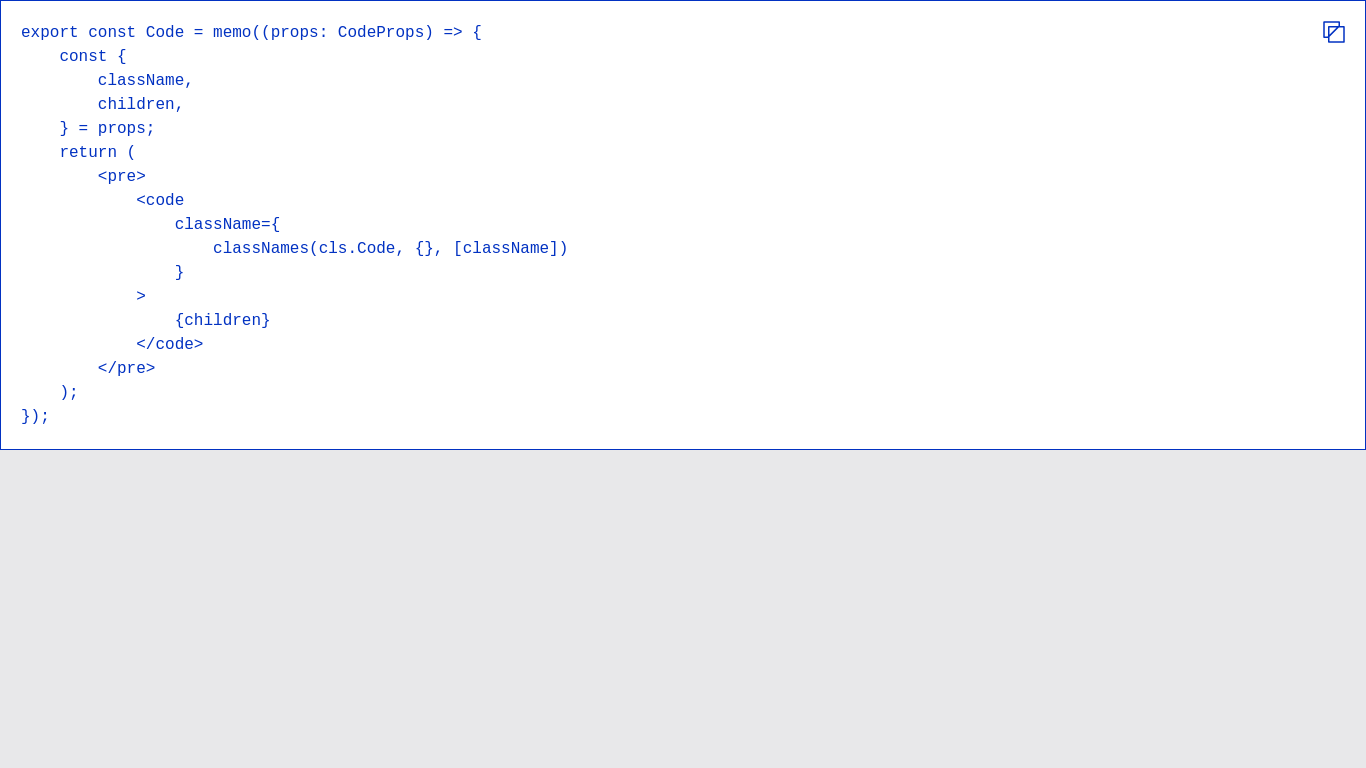 export const Code = memo((props: CodeProps) => {
    const {
        className,
        children,
    } = props;
    return (
        <pre>
            <code
                className={
                    classNames(cls.Code, {}, [className])
                }
            >
                {children}
            </code>
        </pre>
    );
});